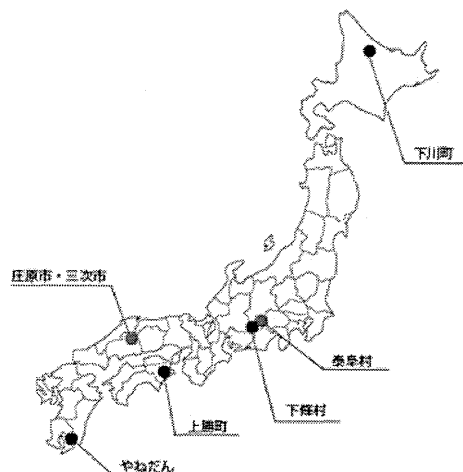 下川町
庄原市・三次市
泰阜村
下條村
上勝町
やねだん